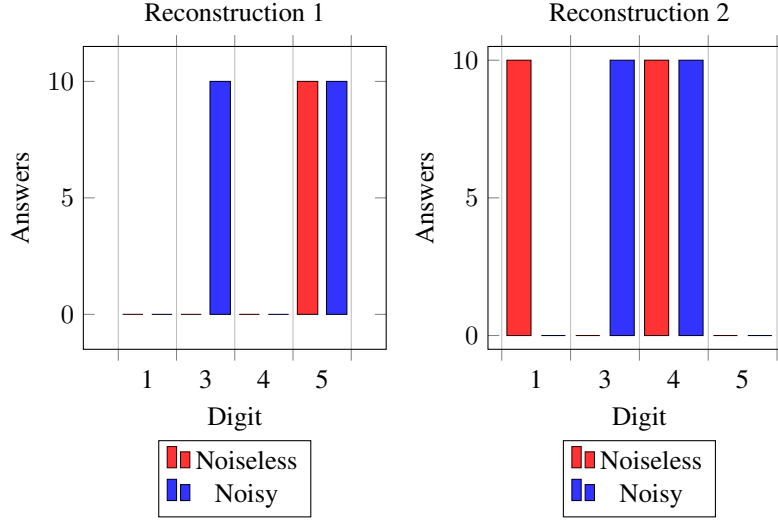 Reconstruction 1
10
5
0
Answers
1 3 4 5
Digit
Noiseless
Noisy
Reconstruction 2
10
5
0
Answers
1 3 4 5
Digit
Noiseless
Noisy